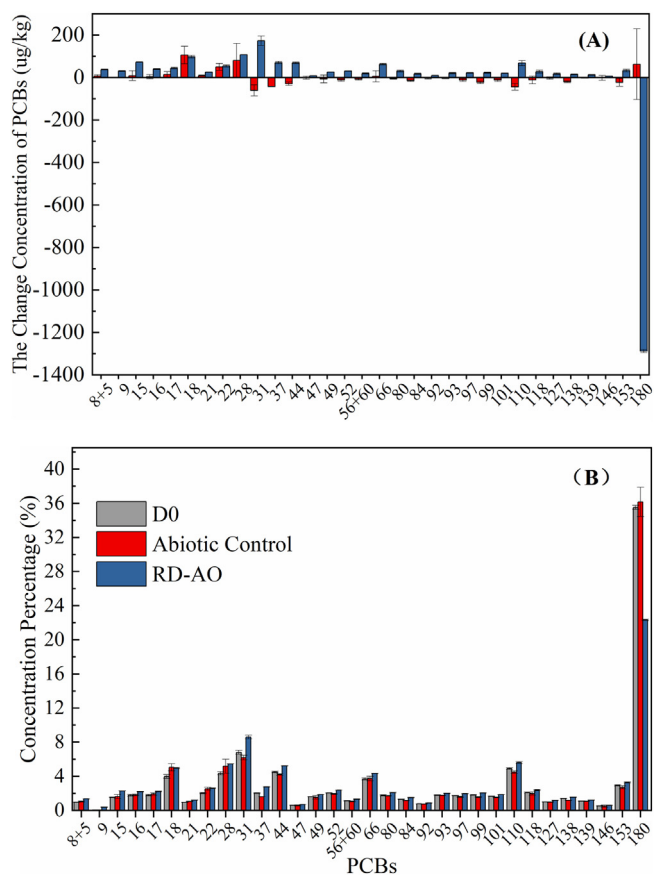 (A)
The Change Concentration of PCBs (ug/kg)
200
0
-200
-400
-600
-800
-1000
-1200
-1400
8+5 9 15 16 17 18 21 22 28 31 37 44 47 49 52 56+60 66 80 84 92 93 97 99 101 110 118 127 138 139 146 153 180
(B)
Concentration Percentage (%)
40
36
32
28
24
20
16
12
8
4
0
D0
Abiotic Control
RD-AO
8+5 9 15 16 17 18 21 22 28 31 37 44 47 49 52 56+60 66 80 84 92 93 97 99 101 110 118 127 138 139 146 153 180
PCBs